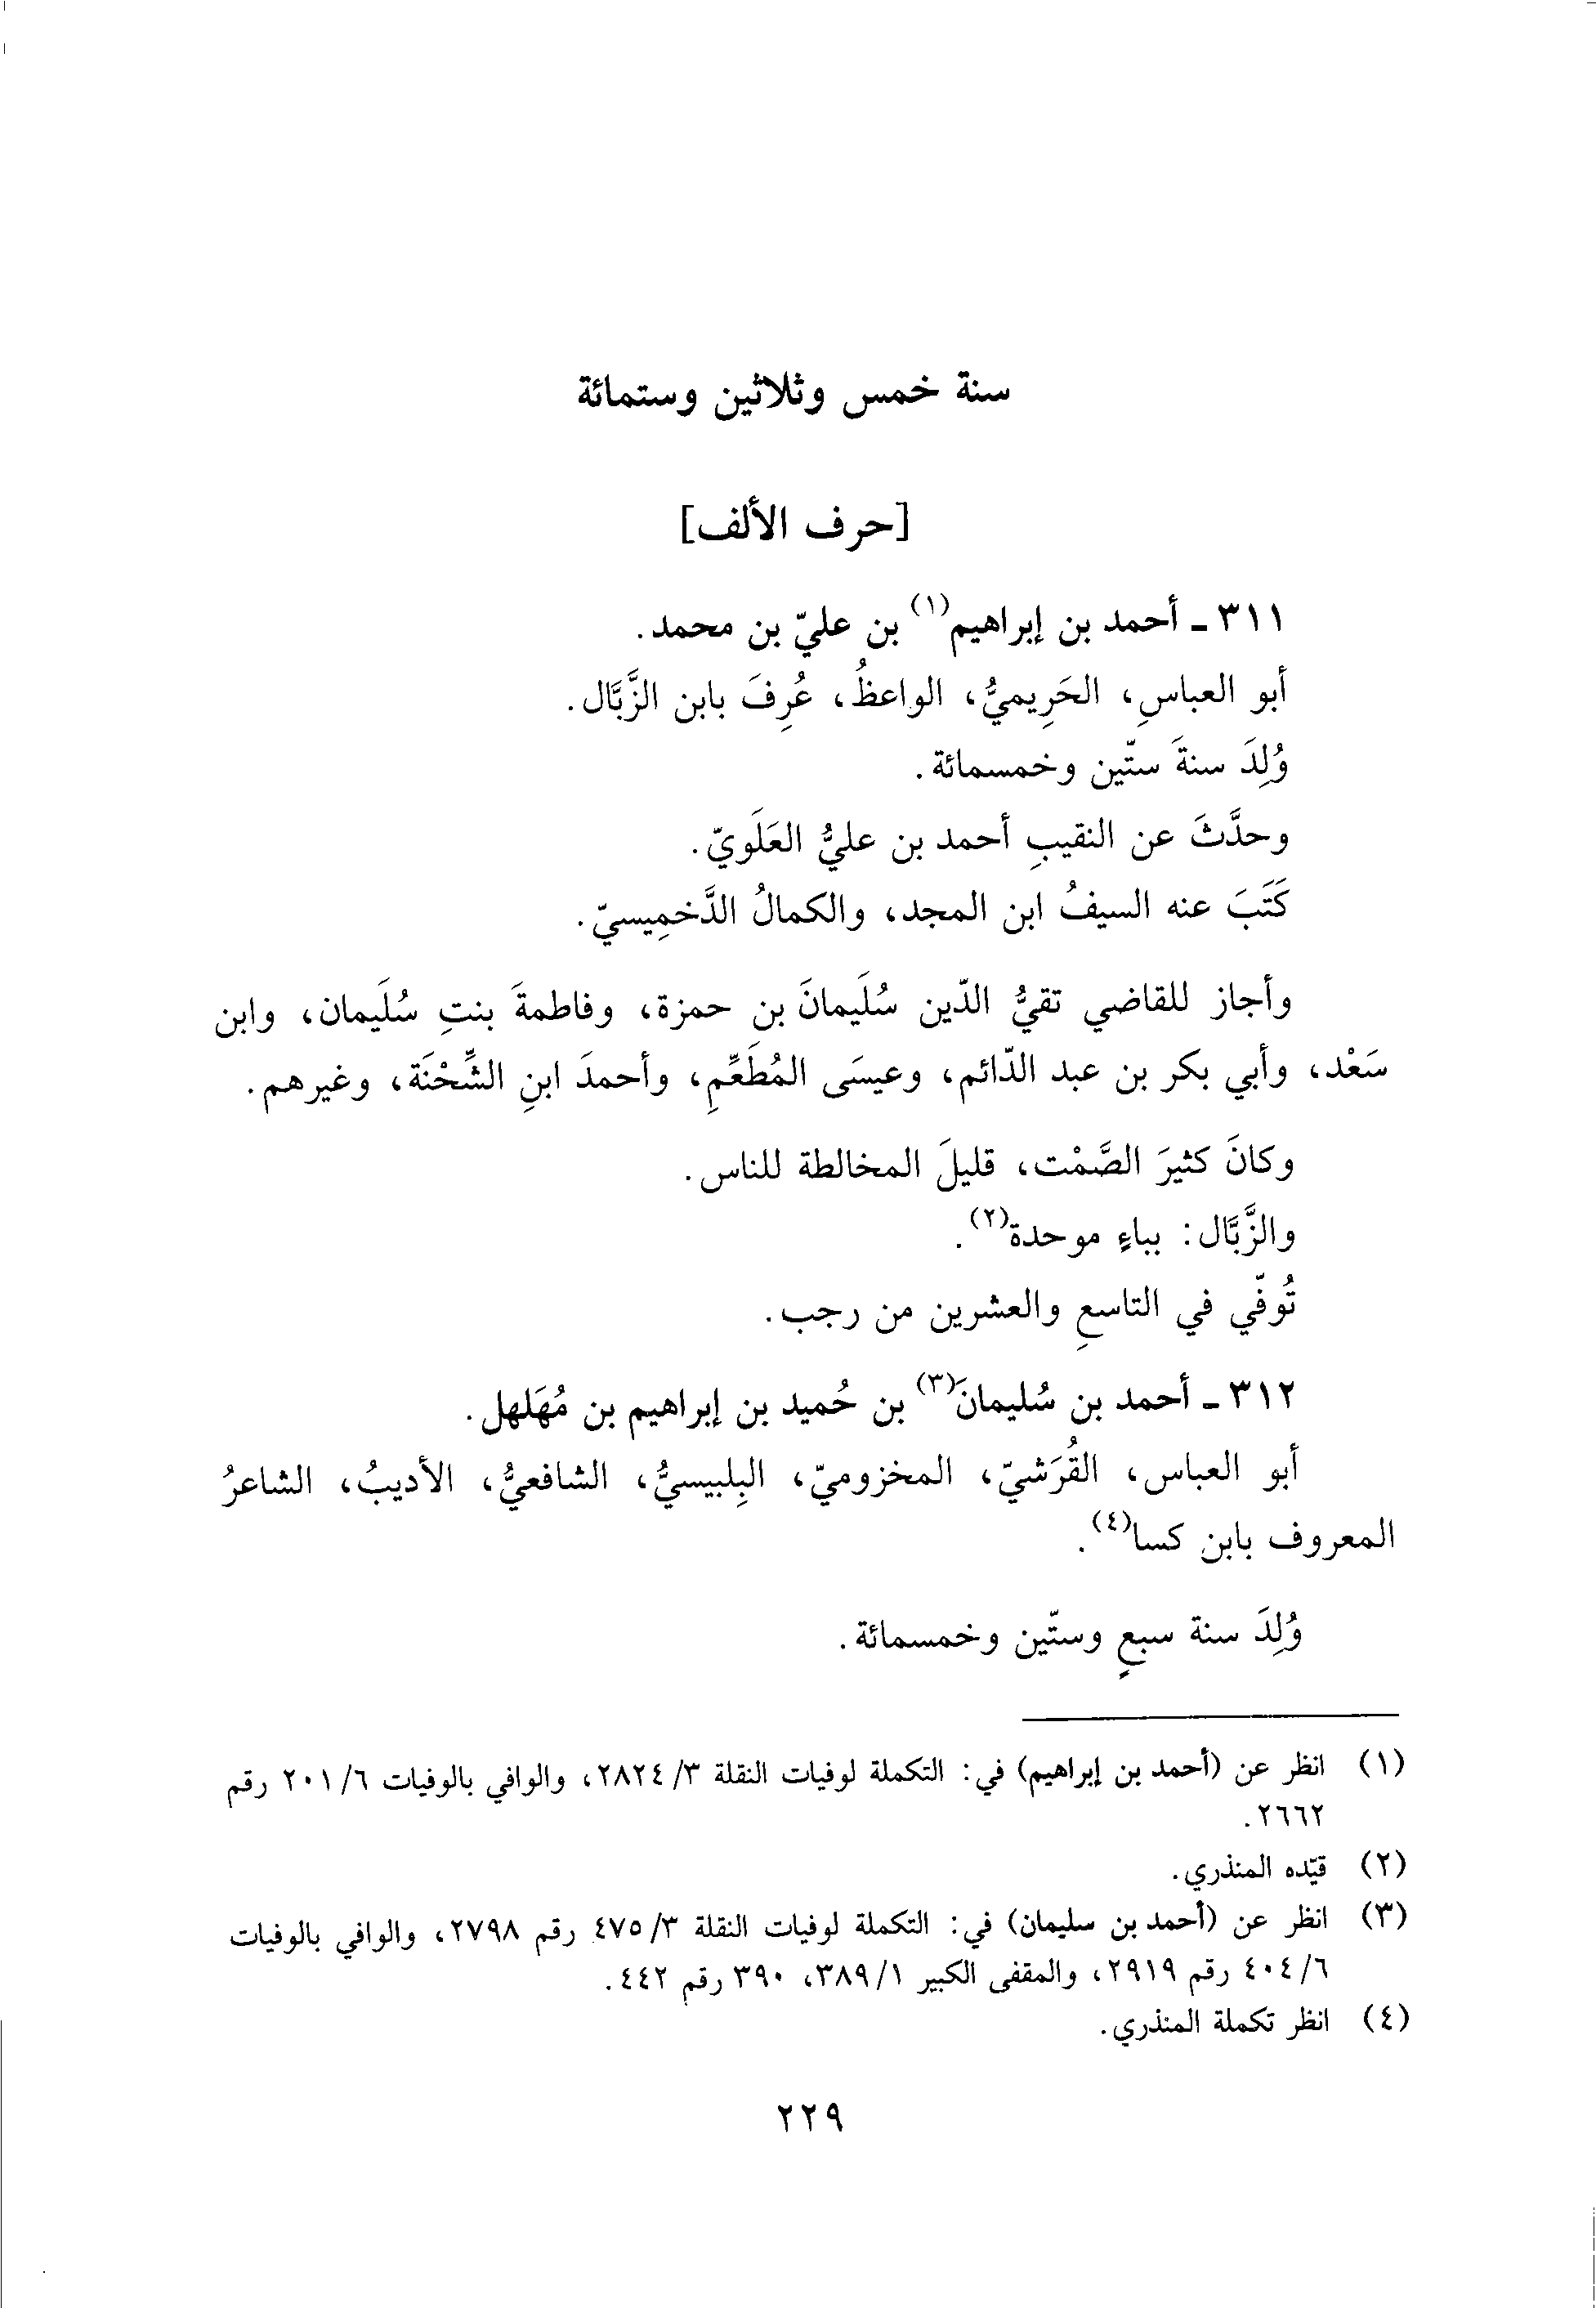 سنة خمس وثلاثين وستمائة
[حرف الألف]
٣١١ ـ أحمد بن إبراهيم(١) بن عليّ بن محمد.
أبو العباسِ، الحَرِيميُّ، الواعظُ، عُرِفَ بابن الزَّبَّال.
وُلِدَ سنةَ ستّين وخمسمائة.
وحدَّثَ عن النقيبِ أحمد بن عليُّ العَلَويّ.
كَتَبَ عنه السيفُ ابن المجد، والكمالُ الدَّخمِيسيّ.
وأجاز للقاضي تقيُّ الدّين سُلَيمانَ بن حمزة، وفاطمةَ بنتِ سُلَيمان، وابن
سَعْد، وأبي بكر بن عبد الدّائم، وعيسَى المُطَعِّمِ، وأحمدَ ابنِ الشِّحْنَة، وغيرهم.
وكانَ كثيرَ الصَّمْت، قليلَ المخالطة للناس.
والزَّبَّال: بباءٍ موحدة(٢).
تُوفّي في التاسعِ والعشرين من رجب.
٣١٢ ـ أحمد بن سُليمانَ(٣) بن حُميد بن إبراهيم بن مُهَلهل.
أبو العباس، القُرَشيّ، المخزوميّ، البِلبيسيُّ، الشافعيُّ، الأديبُ، الشاعرُ
المعروف بابن كسا(٤).
وُلِدَ سنة سبعٍ وستّين وخمسمائة.
(١) انظر عن (أحمد بن إبراهيم) في: التكملة لوفيات النقلة ٣/ ٢٨٢٤، والوافي بالوفيات ٦/ ٢٠١ رقم
٢٦٦٢.
(٢) قيّده المنذري.
(٣) انظر عن (أحمد بن سليمان) في: التكملة لوفيات النقلة ٣/ ٤٧٥ رقم ٢٧٩٨، والوافي بالوفيات
٦/ ٤٠٤ رقم ٢٩١٩، والمقفى الكبير ١/ ٣٨٩، ٣٩٠ رقم ٤٤٢.
(٤) انظر تكملة المنذري.
٢٢٩